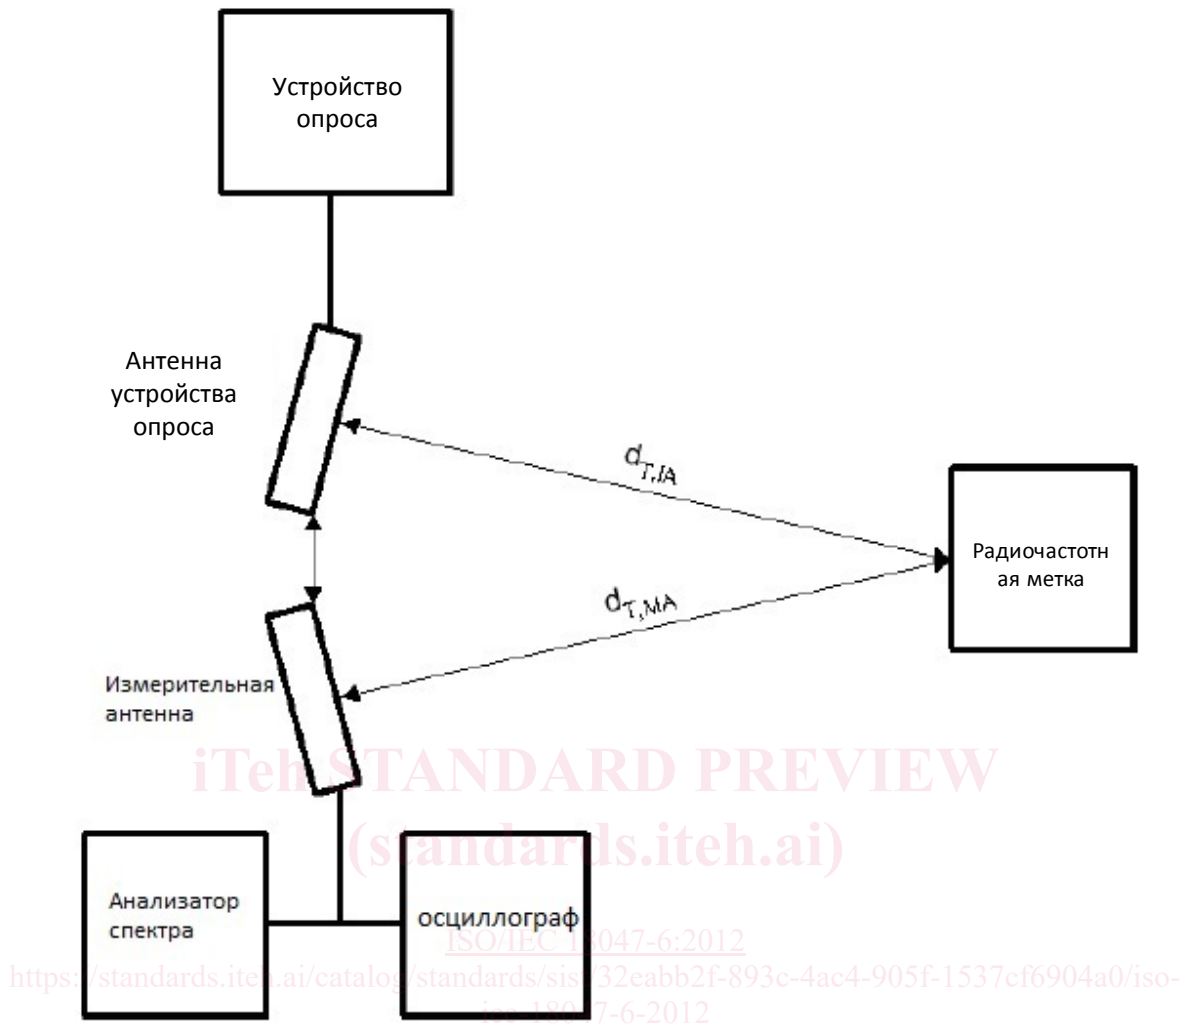 Устройство
опроса
Антенна
устройства
опроса
d_T,IA
Радиочастотн
ая метка
d_T,MA
Измерительная
антенна
iTeh STANDARD PREVIEW
(standards.iteh.ai)
Анализатор
спектра
осциллограф
ISO/IEC 18047-6:2012
https://standards.iteh.ai/catalog/standards/sist/32eabb2f-893c-4ac4-905f-1537cf6904a0/iso-
iec-18047-6-2012